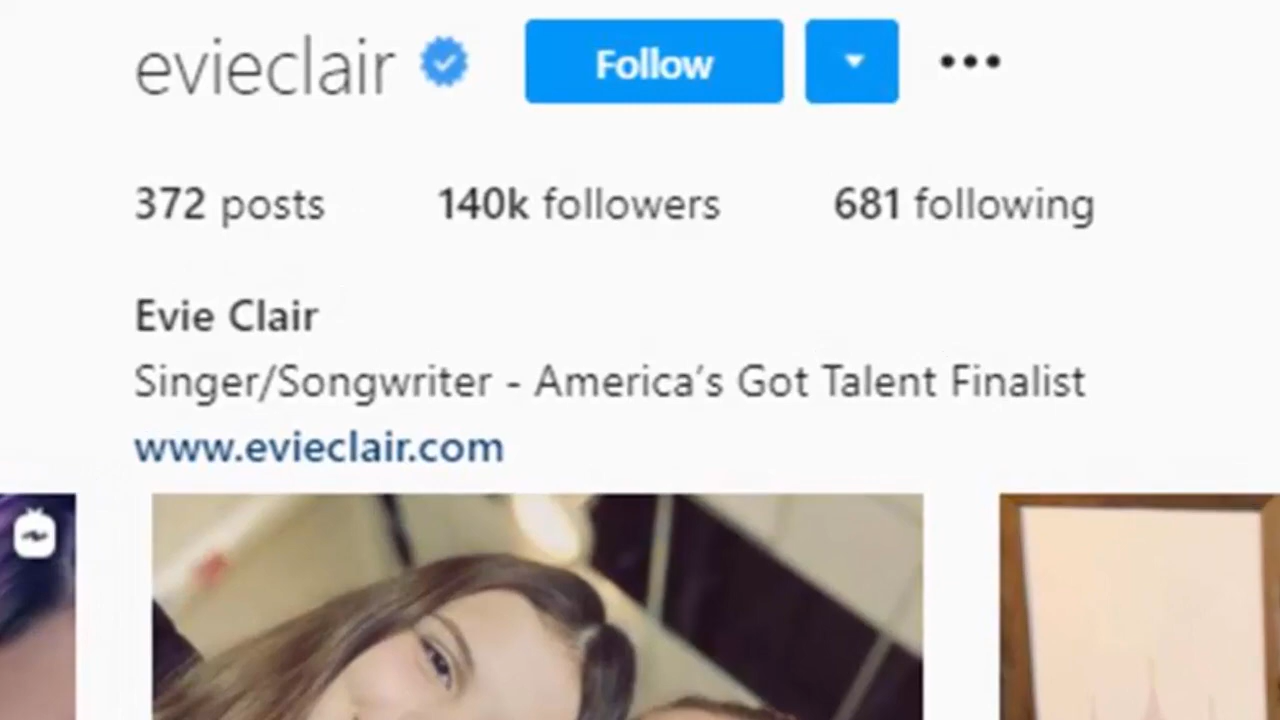 evieclair Follow
372 posts 140k followers 681 following
Evie Clair
Singer/Songwriter - America's Got Talent Finalist
www.evieclair.com